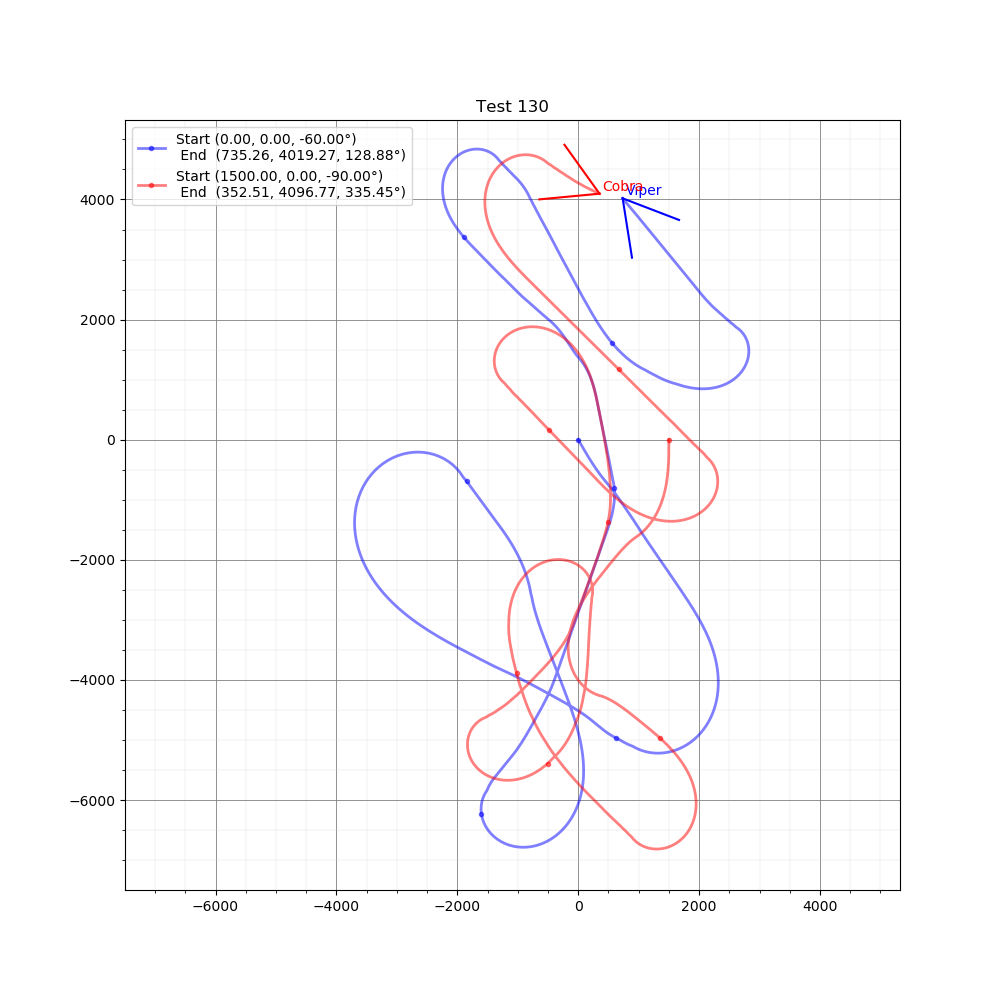 Test 130
Start (0.00, 0.00, -60.00°)
End  (735.26, 4019.27, 128.88°)
Start (1500.00, 0.00, -90.00°)
End  (352.51, 4096.77, 335.45°)
Cobra
Viper
4000
2000
0
−2000
−4000
−6000
−6000 −4000 −2000 0 2000 4000